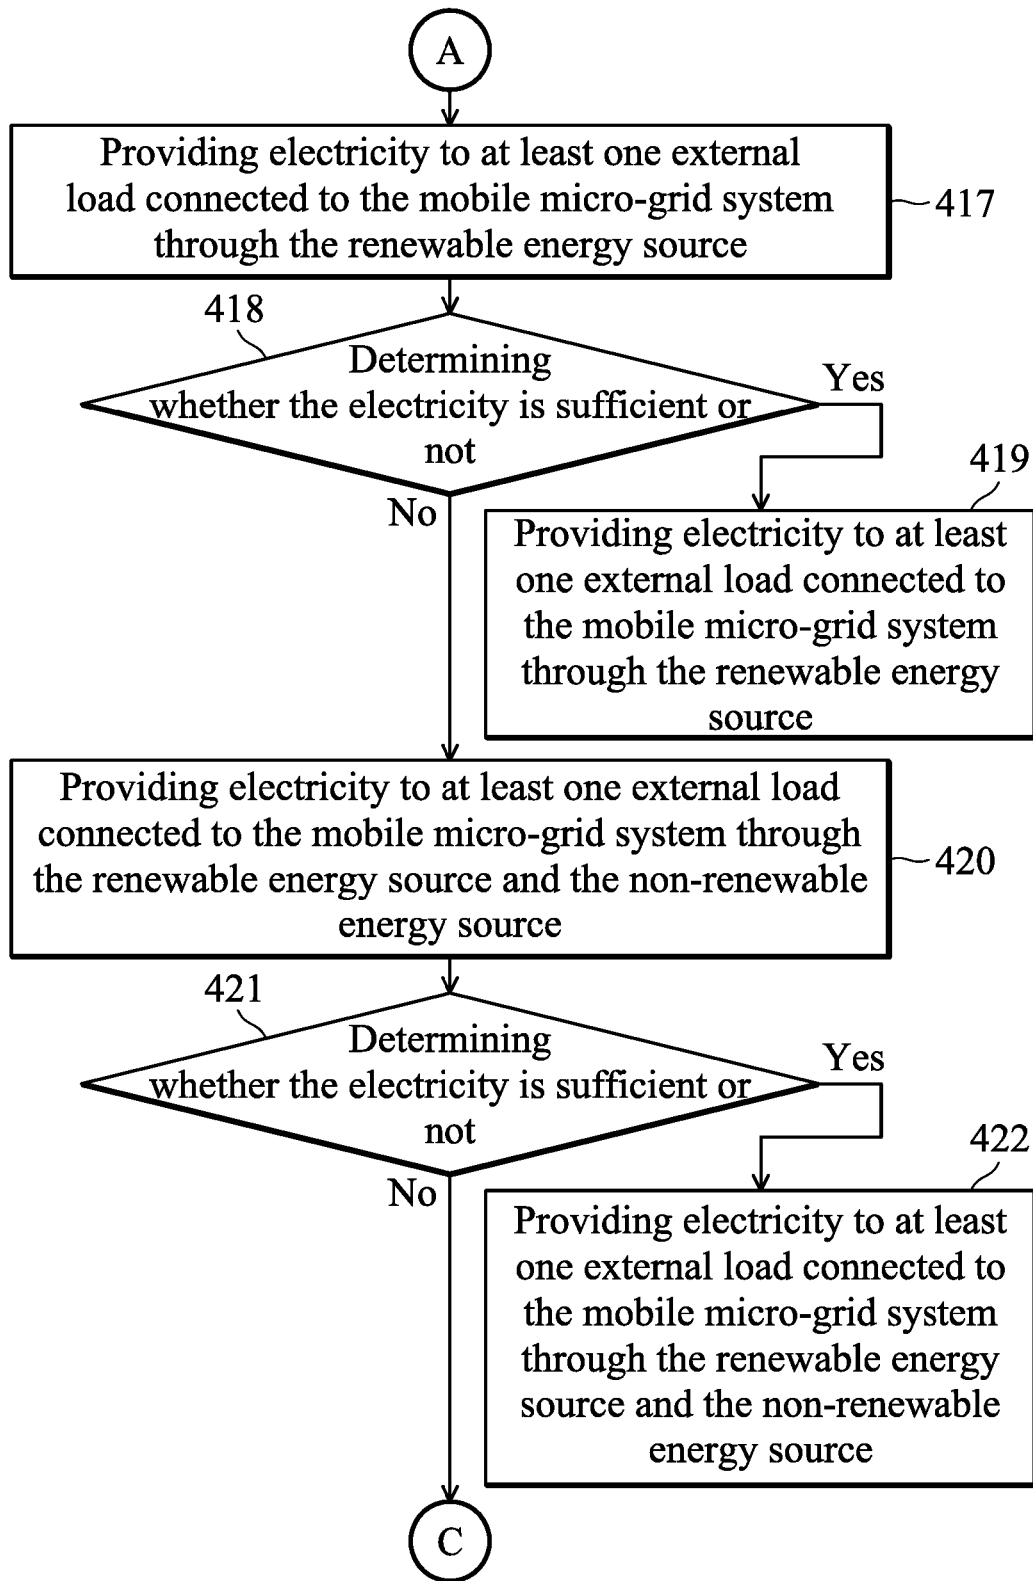 A
Providing electricity to at least one external
load connected to the mobile micro-grid system
through the renewable energy source
417
418
Determining
whether the electricity is sufficient or
not
Yes
No
419
Providing electricity to at least
one external load connected to
the mobile micro-grid system
through the renewable energy
source
Providing electricity to at least one external load
connected to the mobile micro-grid system through
the renewable energy source and the non-renewable
energy source
420
421
Determining
whether the electricity is sufficient or
not
Yes
No
422
Providing electricity to at least
one external load connected to
the mobile micro-grid system
through the renewable energy
source and the non-renewable
energy source
C